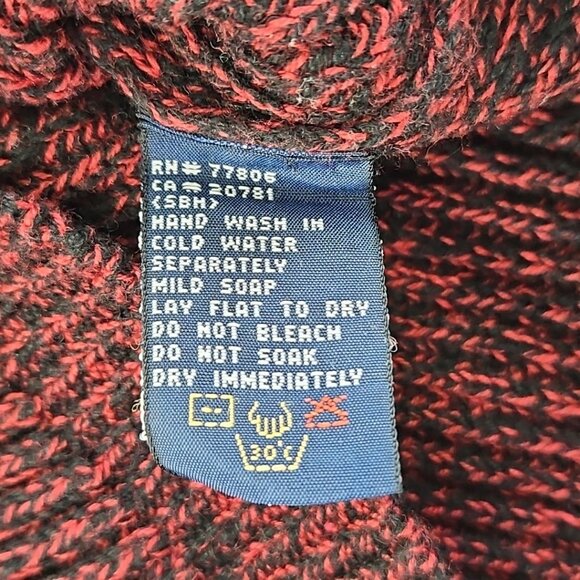 RN# 77806
CA= 20781
<SBH>
HAND WASH IN
COLD WATER
SEPARATELY
MILD SOAP
LAY FLAT TO DRY
DO NOT BLEACH
DO NOT SOAK
DRY IMMEDIATELY
30°C